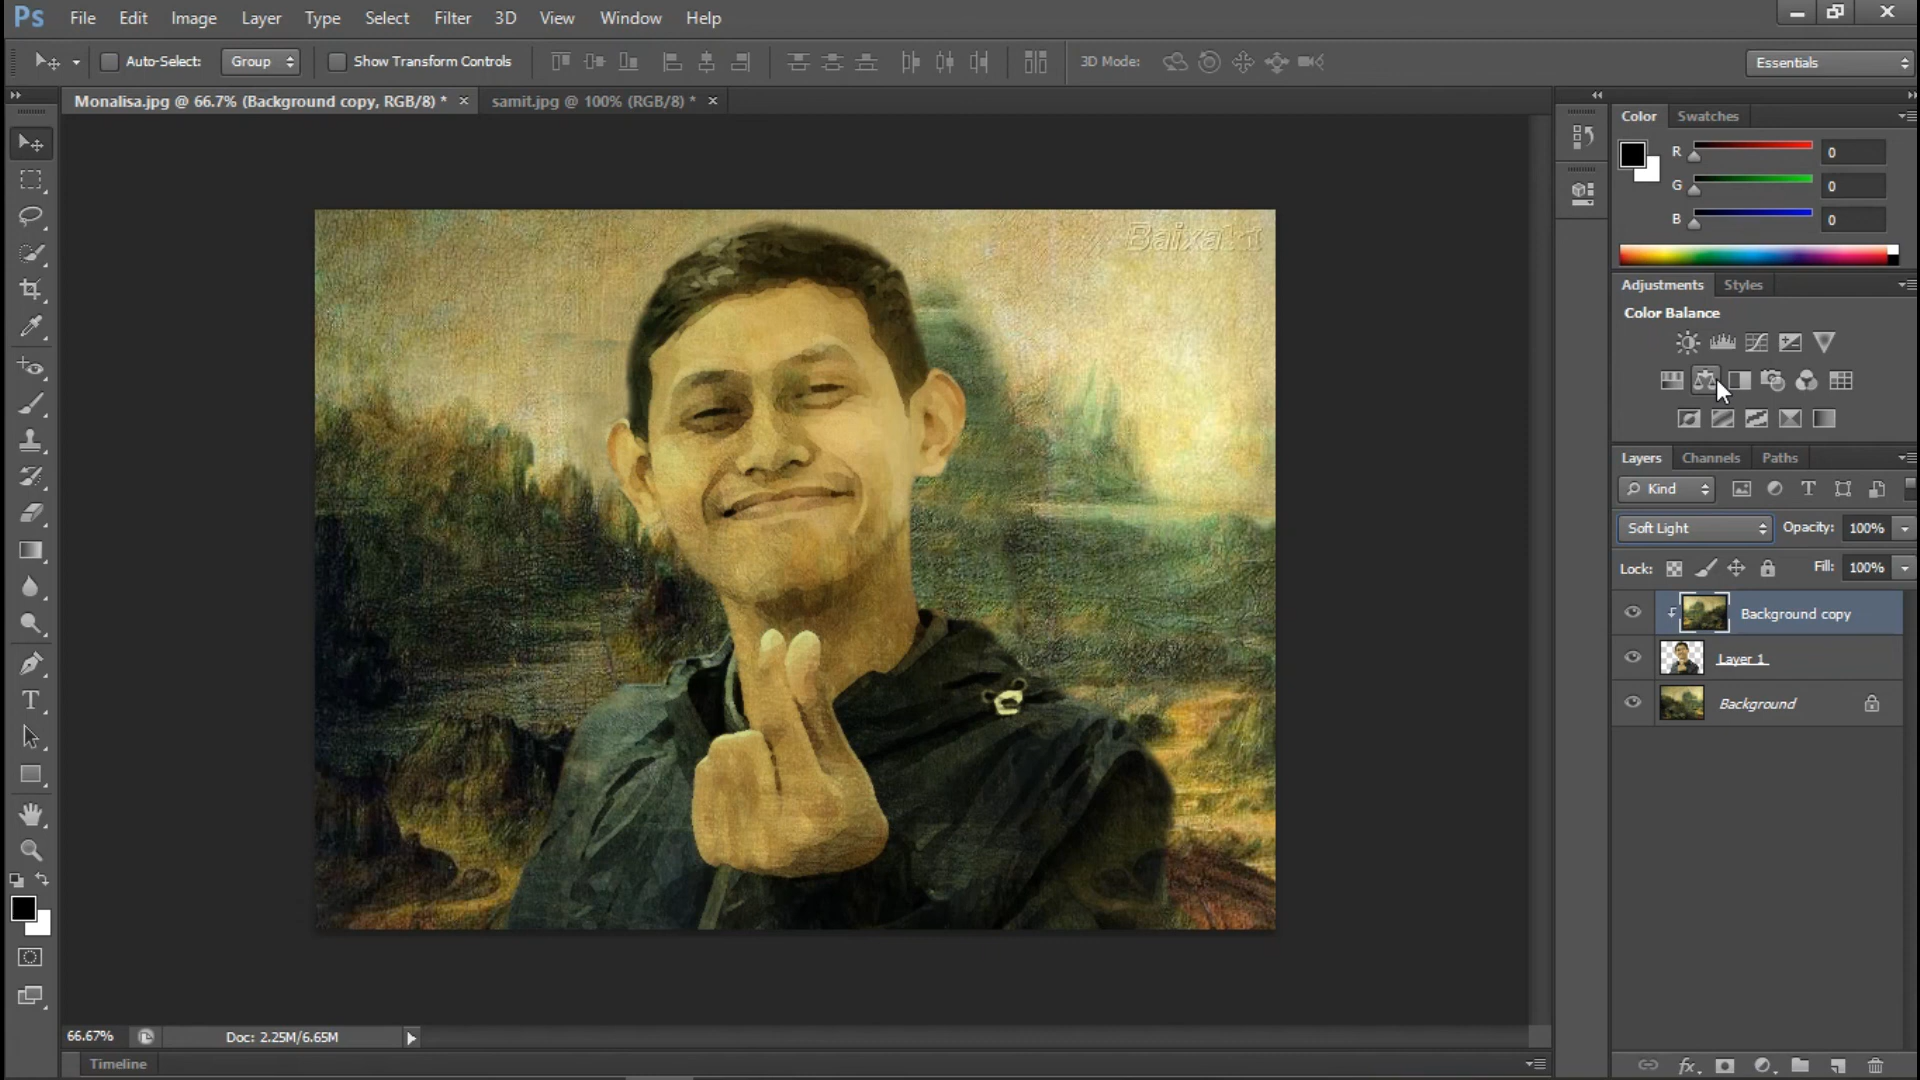 Ps File Edit Image Layer Type Select Filter 3D View Window Help
Auto-Select: Group Show Transform Controls 3D Mode: Essentials
Monalisa.jpg @ 66.7% (Background copy, RGB/8) * × samit.jpg @ 100% (RGB/8) * ×
Color Swatches
R 0
G 0
B 0
Adjustments Styles
Color Balance
Layers Channels Paths
Kind
Soft Light Opacity: 100%
Lock: Fill: 100%
Background copy
Layer 1
Background
66.67% Doc: 2.25M/6.65M
Timeline
fx